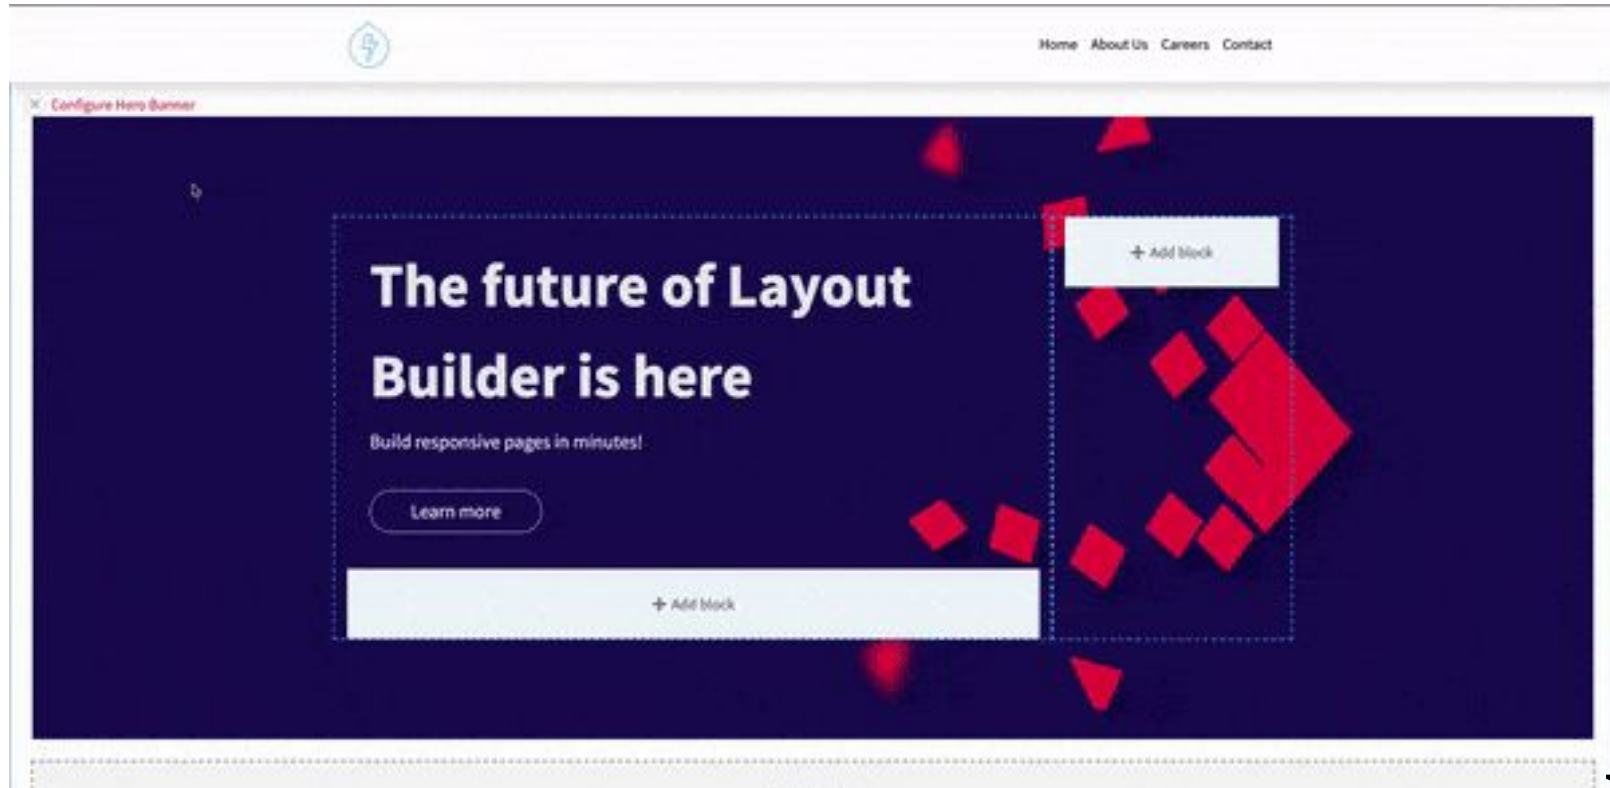 Home About Us Careers Contact
Configure Hero Banner
+ Add block
The future of Layout
Builder is here
Build responsive pages in minutes!
Learn more
+ Add block